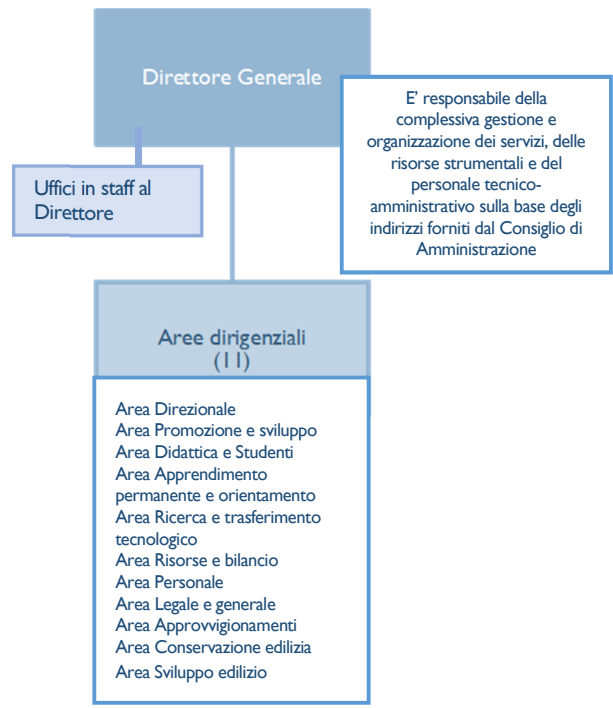 Direttore Generale
E' responsabile della
complessiva gestione e
organizzazione dei servizi, delle
risorse strumentali e del
personale tecnico-
amministrativo sulla base degli
indirizzi forniti dal Consiglio di
Amministrazione
Uffici in staff al
Direttore
Aree dirigenziali
(11)
Area Direzionale
Area Promozione e sviluppo
Area Didattica e Studenti
Area Apprendimento
permanente e orientamento
Area Ricerca e trasferimento
tecnologico
Area Risorse e bilancio
Area Personale
Area Legale e generale
Area Approvvigionamenti
Area Conservazione edilizia
Area Sviluppo edilizio